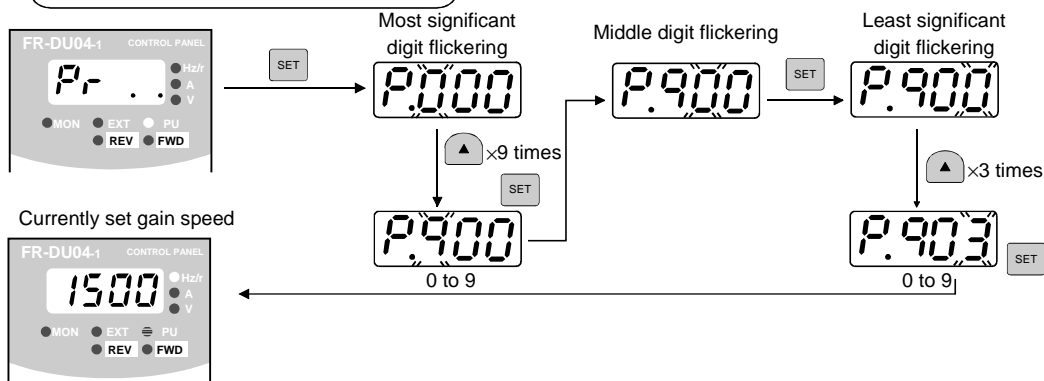 FR-DU04-1 CONTROL PANEL
Pr . .
Hz/r
A
V
MON EXT PU
REV FWD
SET
Most significant
digit flickering
P.000
▲ ×9 times
SET
P.900
0 to 9
Middle digit flickering
P.900
SET
Least significant
digit flickering
P.900
▲ ×3 times
P.903
SET
0 to 9
Currently set gain speed
FR-DU04-1 CONTROL PANEL
1500
Hz/r
A
V
MON EXT PU
REV FWD